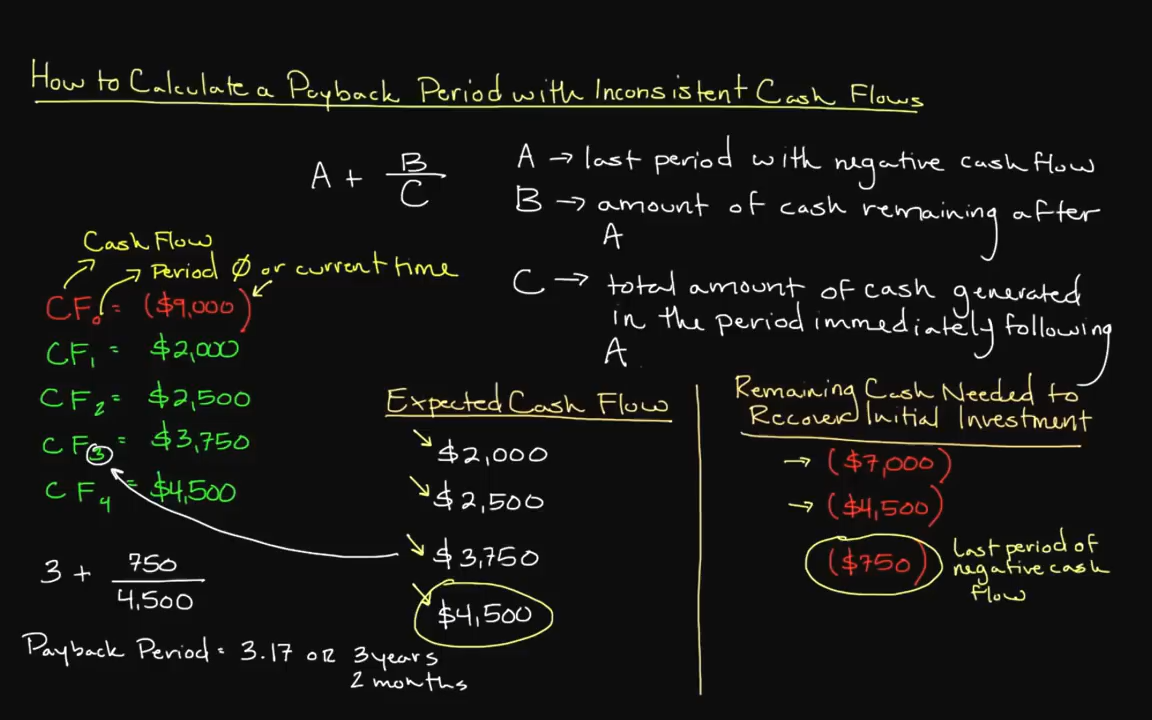 How to Calculate a Payback Period with Inconsistent Cash Flows
A + B/C
A → last period with negative cash flow
B → amount of cash remaining after
A
C → total amount of cash generated
in the period immediately following
A
Cash Flow
Period Ø or current time
CF₀ = ($9,000)
CF₁ = $2,000
CF₂ = $2,500
CF₃ = $3,750
CF₄ = $4,500
3 + 750/4,500
Payback Period = 3.17 OR 3 years
2 months
Expected Cash Flow
$2,000
$2,500
$3,750
$4,500
Remaining Cash Needed to
Recover Initial Investment
→ ($7,000)
→ ($4,500)
($750)
Last period of
negative cash
flow